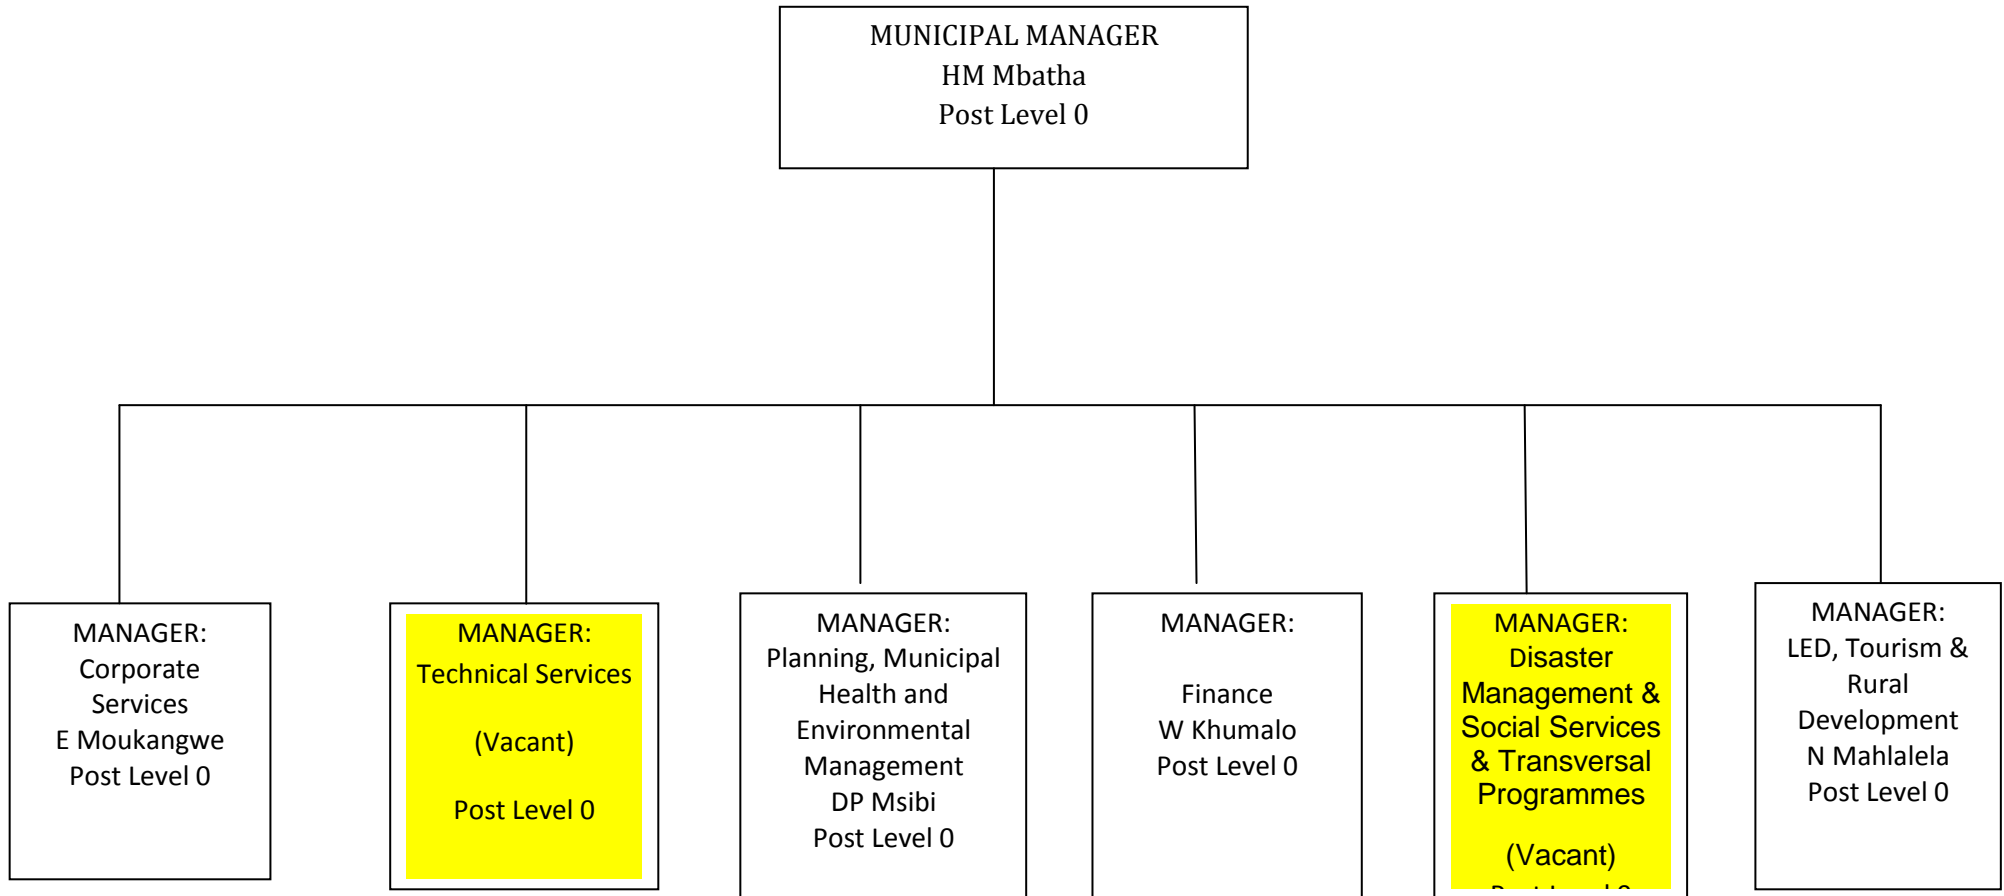 MUNICIPAL MANAGER
HM Mbatha
Post Level 0
MANAGER:
Corporate
Services
E Moukangwe
Post Level 0
MANAGER:
Technical Services
(Vacant)
Post Level 0
MANAGER:
Planning, Municipal
Health and
Environmental
Management
DP Msibi
Post Level 0
MANAGER:
Finance
W Khumalo
Post Level 0
MANAGER:
Disaster
Management &
Social Services
& Transversal
Programmes
(Vacant)
MANAGER:
LED, Tourism &
Rural
Development
N Mahlalela
Post Level 0